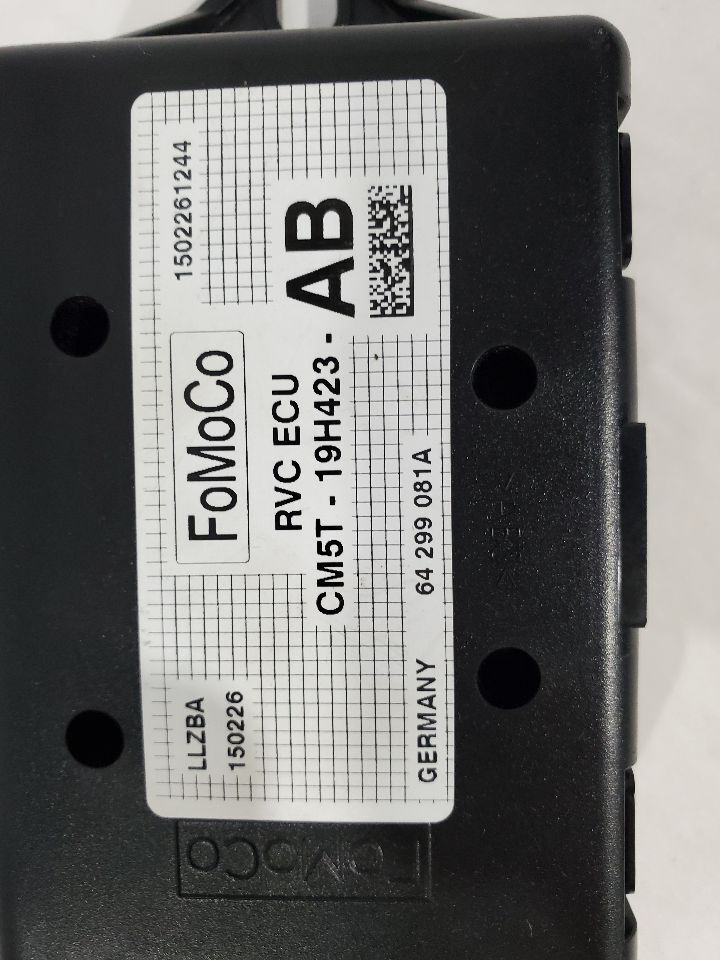 LLZBA
150226
FoMoCo
1502261244
RVC ECU
CM5T - 19H423 - AB
GERMANY 64 299 081A
FoMoCo